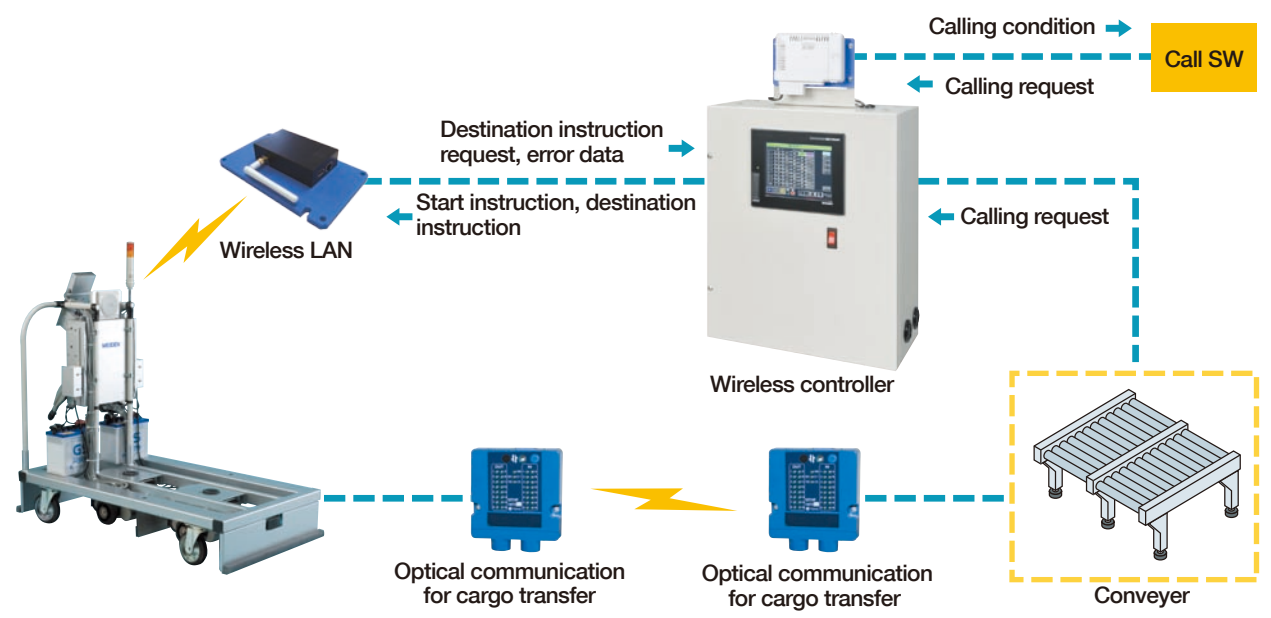 Calling condition
Call SW
Calling request
Destination instruction
request, error data
Start instruction, destination
instruction
Calling request
Wireless LAN
Wireless controller
MEIDEN
Optical communication
for cargo transfer
Optical communication
for cargo transfer
Conveyer